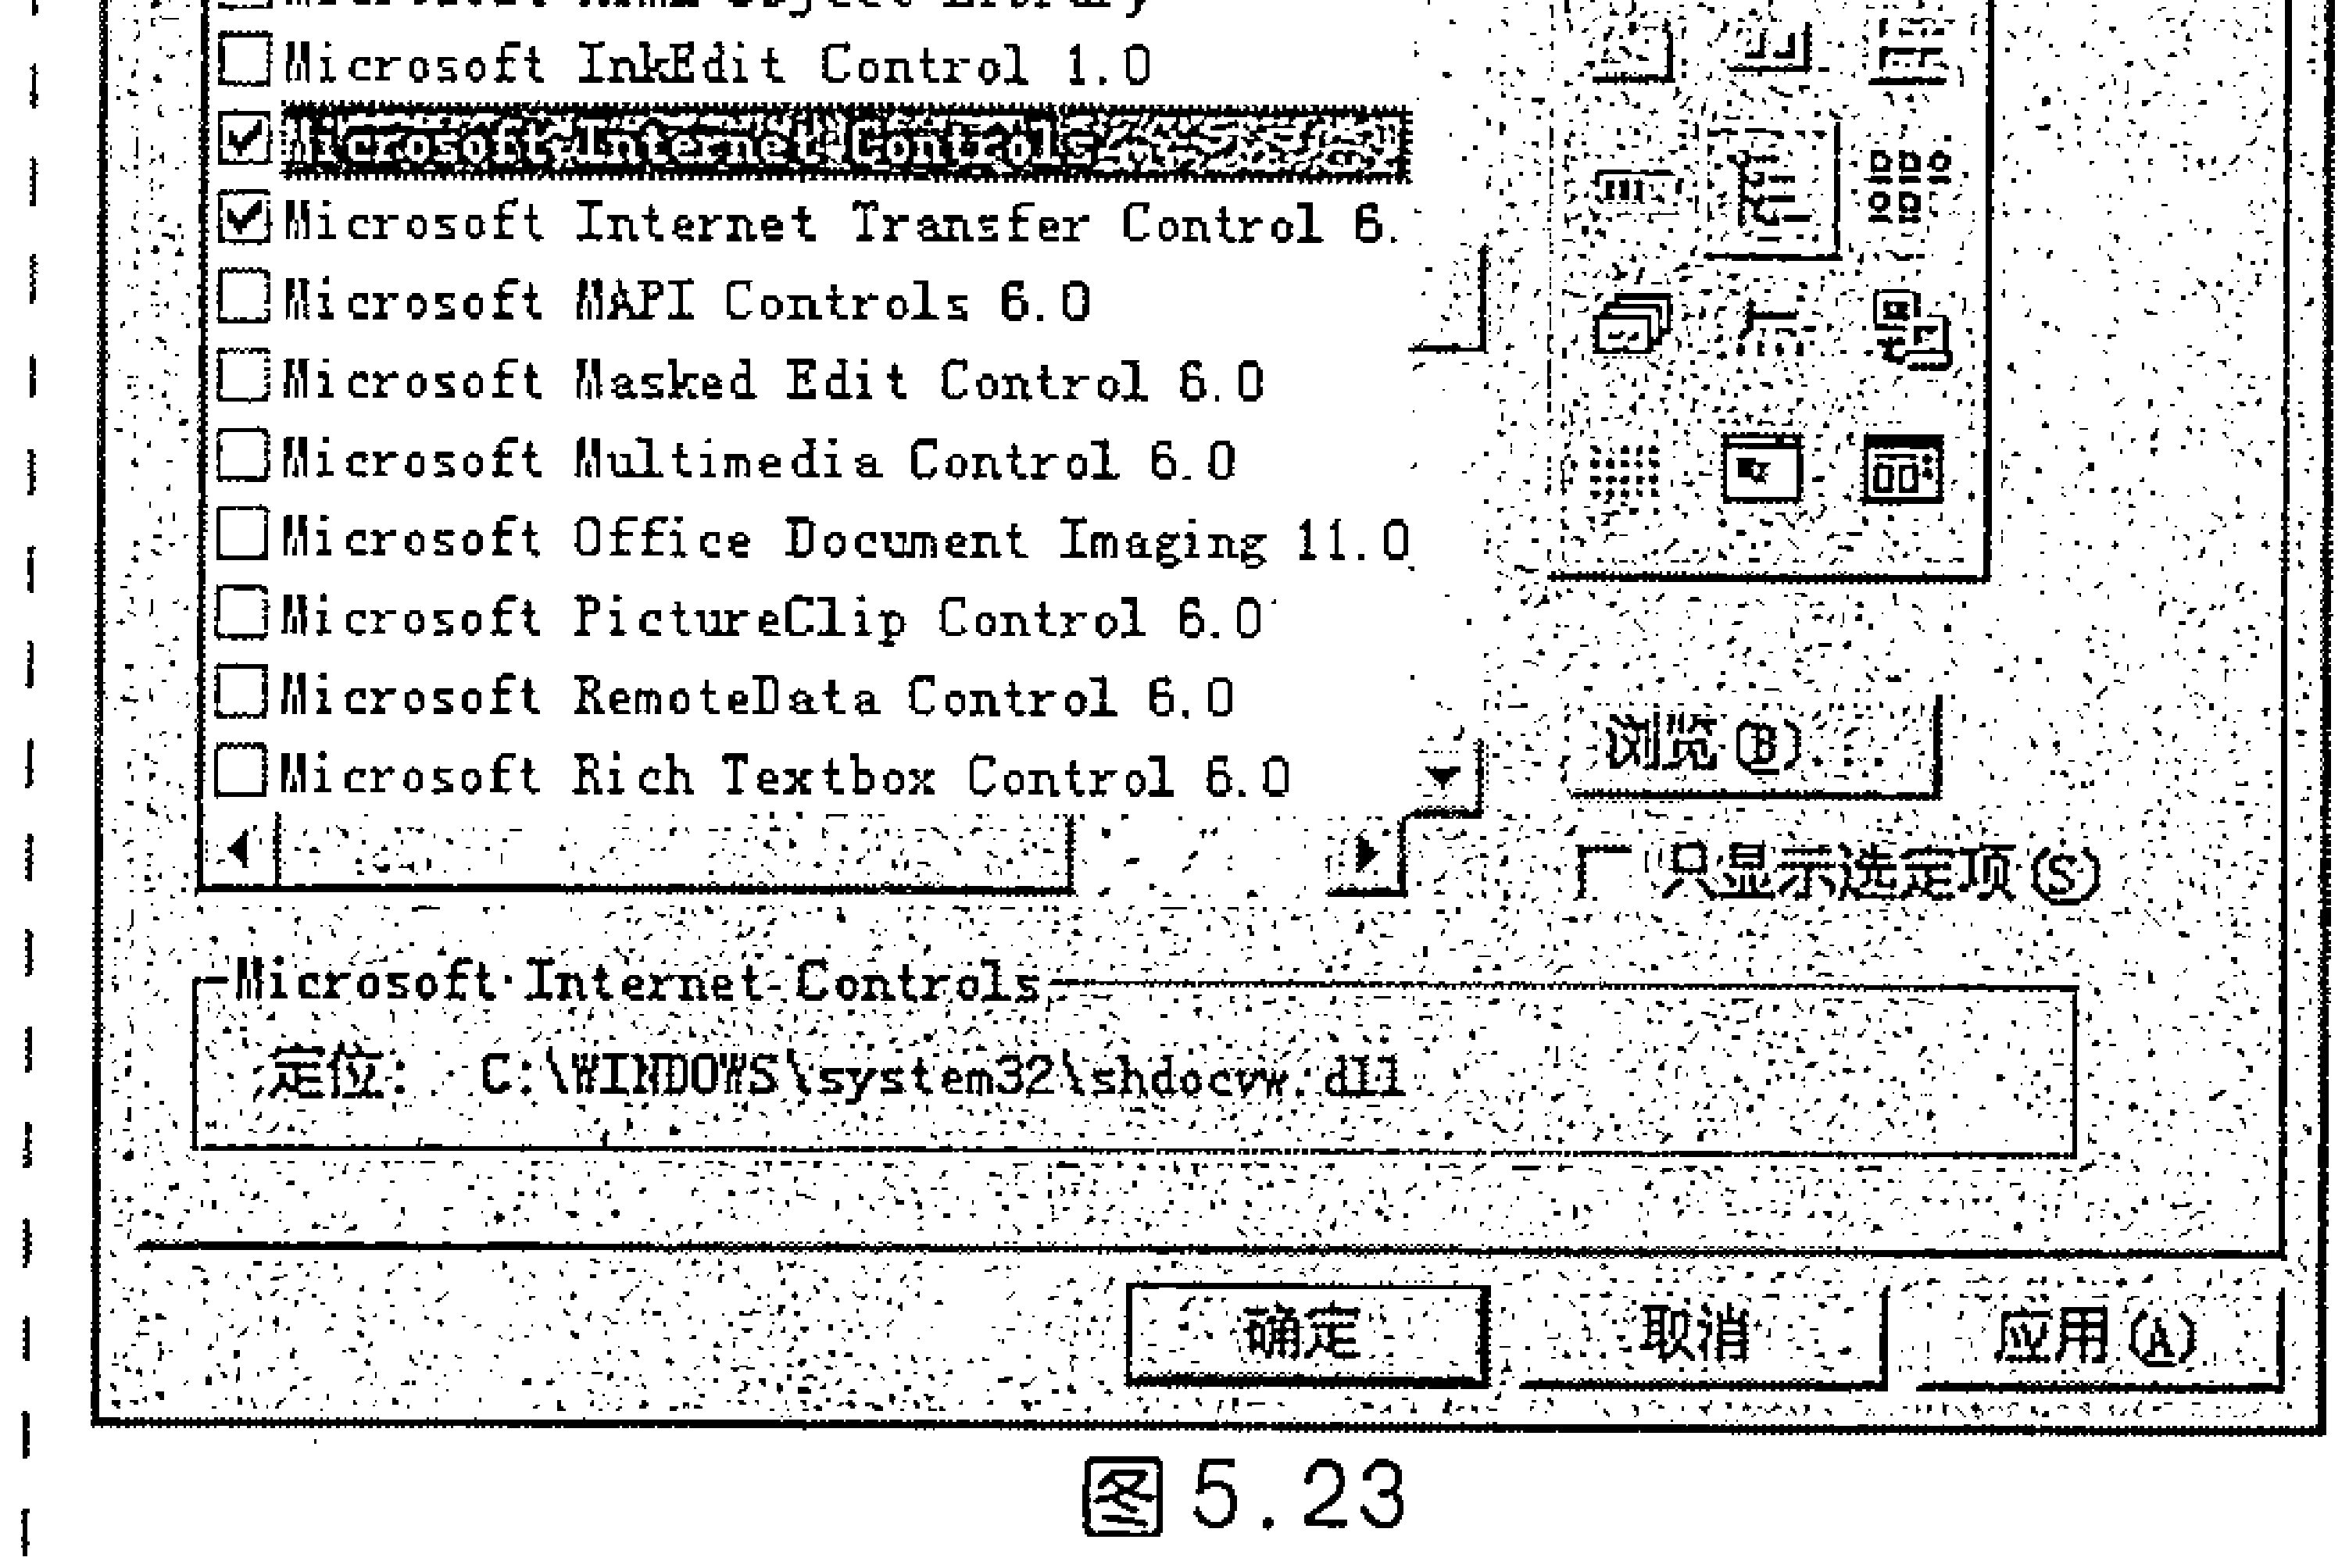 Microsoft InkEdit Control 1.0
Microsoft Internet Controls
Microsoft Internet Transfer Control 6.
Microsoft MAPI Controls 6.0
Microsoft Masked Edit Control 6.0
Microsoft Multimedia Control 6.0
Microsoft Office Document Imaging 11.0
Microsoft PictureClip Control 6.0
Microsoft RemoteData Control 6.0
Microsoft Rich Textbox Control 6.0
浏览(B)...
只显示选定项(S)
Microsoft Internet Controls
定位: C:\WINDOWS\system32\shdocvw.dll
确定 取消 应用(A)
图 5.23